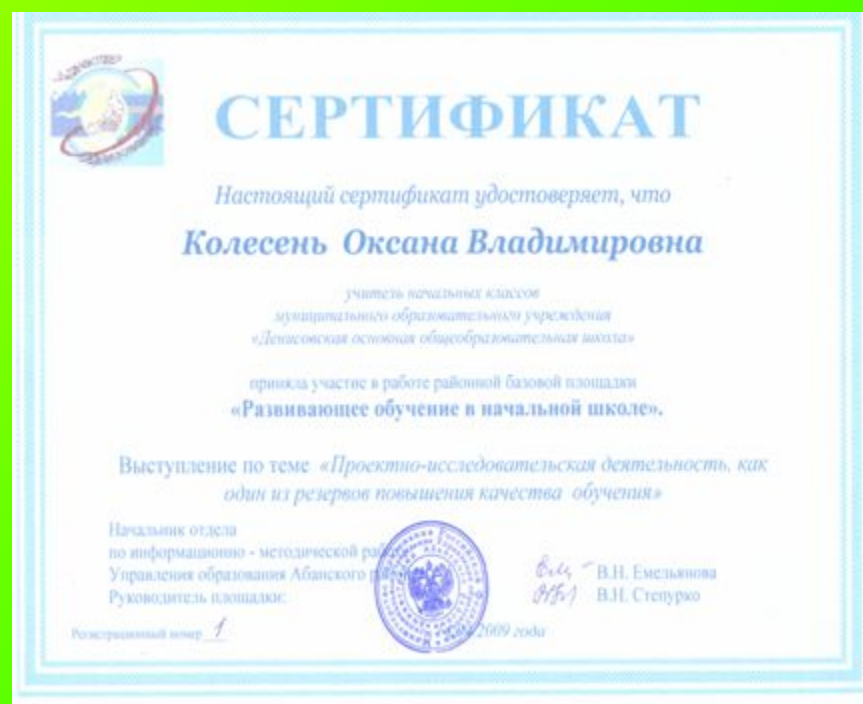 СЕРТИФИКАТ
Настоящий сертификат удостоверяет, что
Колесень Оксана Владимировна
учитель начальных классов
муниципального образовательного учреждения
«Денисовская основная общеобразовательная школа»
приняла участие в работе районной базовой площадки
«Развивающее обучение в начальной школе».
Выступление по теме «Проектно-исследовательская деятельность, как
один из резервов повышения качества обучения»
Начальник отдела
по информационно - методической
Управления образования Абанского
В.Н. Емельянова
Руководитель площадки:
В.Н. Степурко
Регистрационный номер 1
2009 года